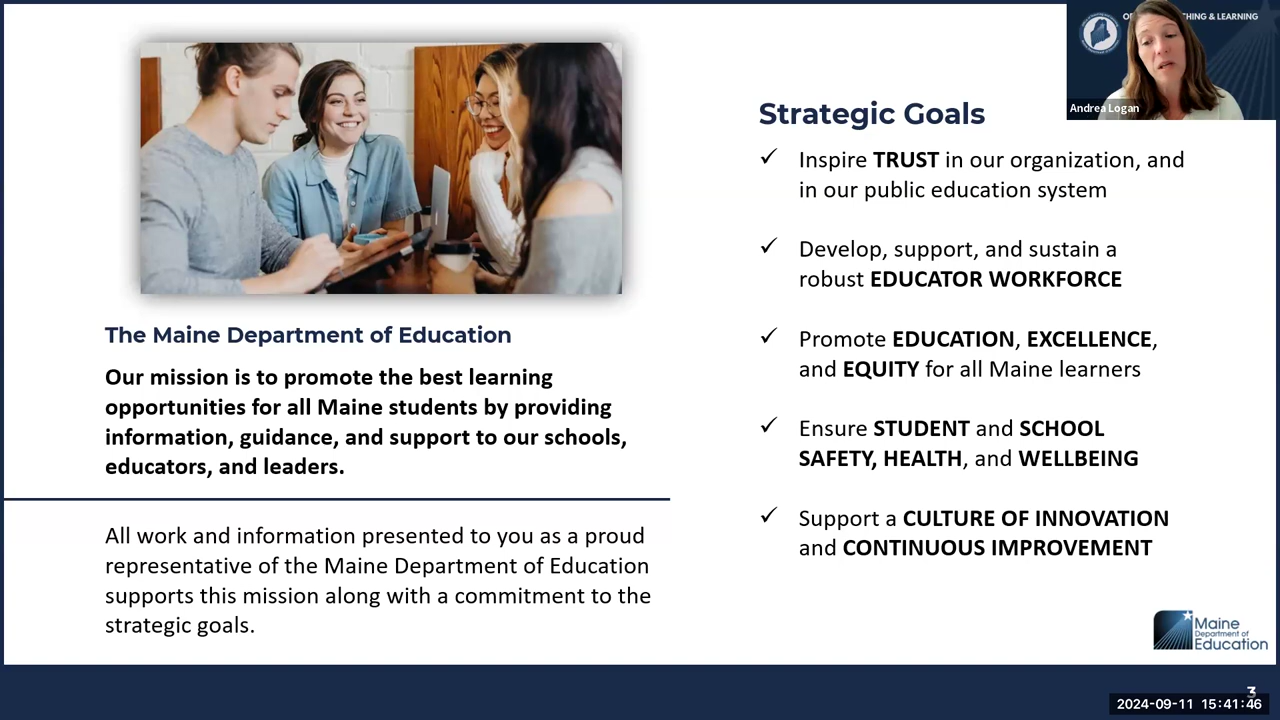 The Maine Department of Education
Our mission is to promote the best learning
opportunities for all Maine students by providing
information, guidance, and support to our schools,
educators, and leaders.
All work and information presented to you as a proud
representative of the Maine Department of Education
supports this mission along with a commitment to the
strategic goals.
Strategic Goals
✓ Inspire TRUST in our organization, and
in our public education system
✓ Develop, support, and sustain a
robust EDUCATOR WORKFORCE
✓ Promote EDUCATION, EXCELLENCE,
and EQUITY for all Maine learners
✓ Ensure STUDENT and SCHOOL
SAFETY, HEALTH, and WELLBEING
✓ Support a CULTURE OF INNOVATION
and CONTINUOUS IMPROVEMENT
& LEARNING
Andrea Logan
Maine
Department of
Education
3
2024-09-11 15:41:46